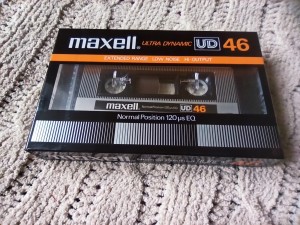 maxell ULTRA DYNAMIC UD 46
EXTENDED RANGE LOW NOISE HI OUTPUT
maxell UD 46
Normal Position 120 µs EQ